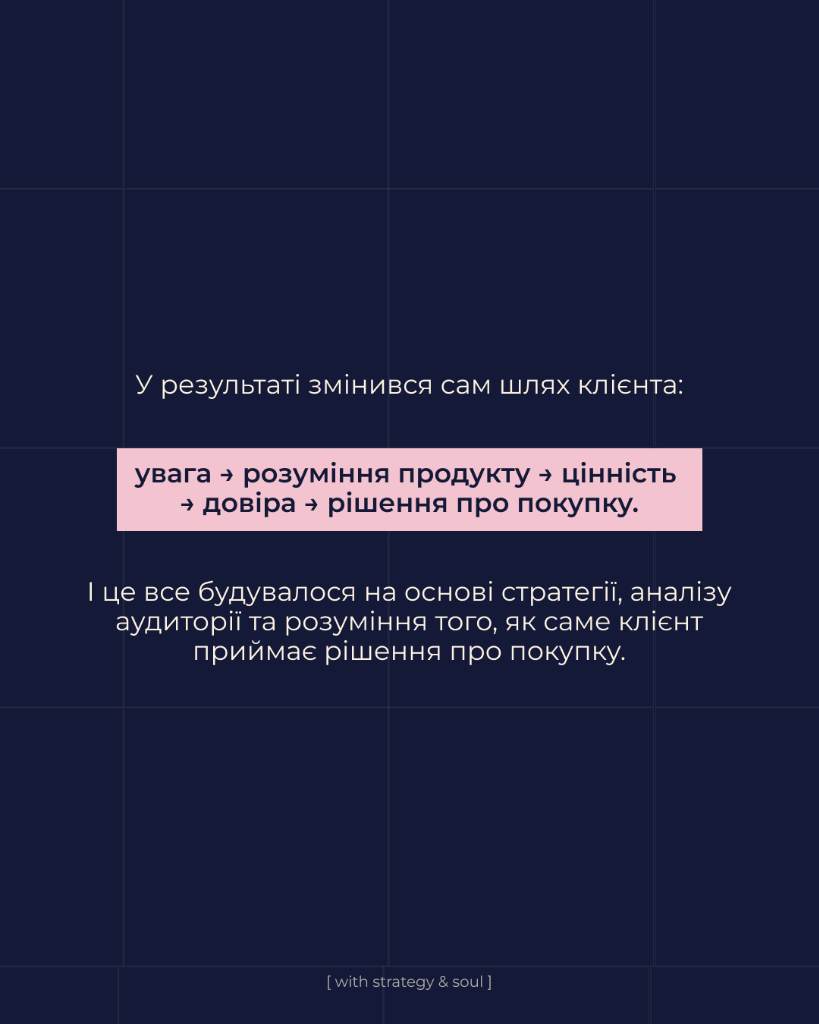 У результаті змінився сам шлях клієнта:
увага → розуміння продукту → цінність
→ довіра → рішення про покупку.
І це все будувалося на основі стратегії, аналізу
аудиторії та розуміння того, як саме клієнт
приймає рішення про покупку.
[ with strategy & soul ]